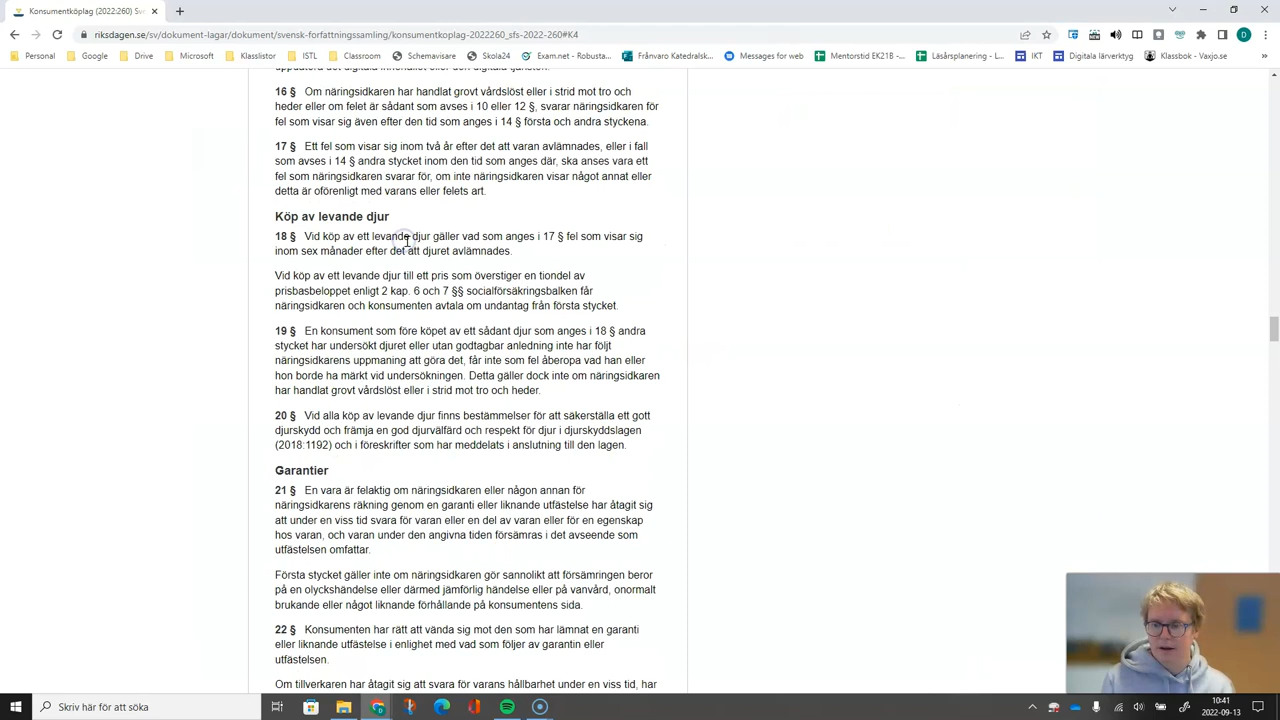 Konsumentköplag (2022:260) Sv
riksdagen.se/sv/dokument-lagar/dokument/svensk-forfattningssamling/konsumentkoplag-2022260_sfs-2022-260#K4
D
Personal Google Drive Microsoft Klasslistor ISTL Classroom Schemavisare Skola24 Exam.net - Robusta... Frånvaro Katedralsk... Messages for web Mentorstid EK21B -... Läsårsplanering - L... IKT Digitala lärverktyg Klassbok - Vaxjo.se »
uppdatera det digitala innehållet eller den digitala tjänsten.
16 § Om näringsidkaren har handlat grovt vårdslöst eller i strid mot tro och
heder eller om felet är sådant som avses i 10 eller 12 §, svarar näringsidkaren för
fel som visar sig även efter den tid som anges i 14 § första och andra styckena.
17 § Ett fel som visar sig inom två år efter det att varan avlämnades, eller i fall
som avses i 14 § andra stycket inom den tid som anges där, ska anses vara ett
fel som näringsidkaren svarar för, om inte näringsidkaren visar något annat eller
detta är oförenligt med varans eller felets art.
Köp av levande djur
18 § Vid köp av ett levande djur gäller vad som anges i 17 § fel som visar sig
inom sex månader efter det att djuret avlämnades.
Vid köp av ett levande djur till ett pris som överstiger en tiondel av
prisbasbeloppet enligt 2 kap. 6 och 7 §§ socialförsäkringsbalken får
näringsidkaren och konsumenten avtala om undantag från första stycket.
19 § En konsument som före köpet av ett sådant djur som anges i 18 § andra
stycket har undersökt djuret eller utan godtagbar anledning inte har följt
näringsidkarens uppmaning att göra det, får inte som fel åberopa vad han eller
hon borde ha märkt vid undersökningen. Detta gäller dock inte om näringsidkaren
har handlat grovt vårdslöst eller i strid mot tro och heder.
20 § Vid alla köp av levande djur finns bestämmelser för att säkerställa ett gott
djurskydd och främja en god djurvälfärd och respekt för djur i djurskyddslagen
(2018:1192) och i föreskrifter som har meddelats i anslutning till den lagen.
Garantier
21 § En vara är felaktig om näringsidkaren eller någon annan för
näringsidkarens räkning genom en garanti eller liknande utfästelse har åtagit sig
att under en viss tid svara för varan eller en del av varan eller för en egenskap
hos varan, och varan under den angivna tiden försämras i det avseende som
utfästelsen omfattar.
Första stycket gäller inte om näringsidkaren gör sannolikt att försämringen beror
på en olyckshändelse eller därmed jämförlig händelse eller på vanvård, onormalt
brukande eller något liknande förhållande på konsumentens sida.
22 § Konsumenten har rätt att vända sig mot den som har lämnat en garanti
eller liknande utfästelse i enlighet med vad som följer av garantin eller
utfästelsen.
Om tillverkaren har åtagit sig att svara för varans hållbarhet under en viss tid, har
Skriv här för att söka
10:41
2022-09-13